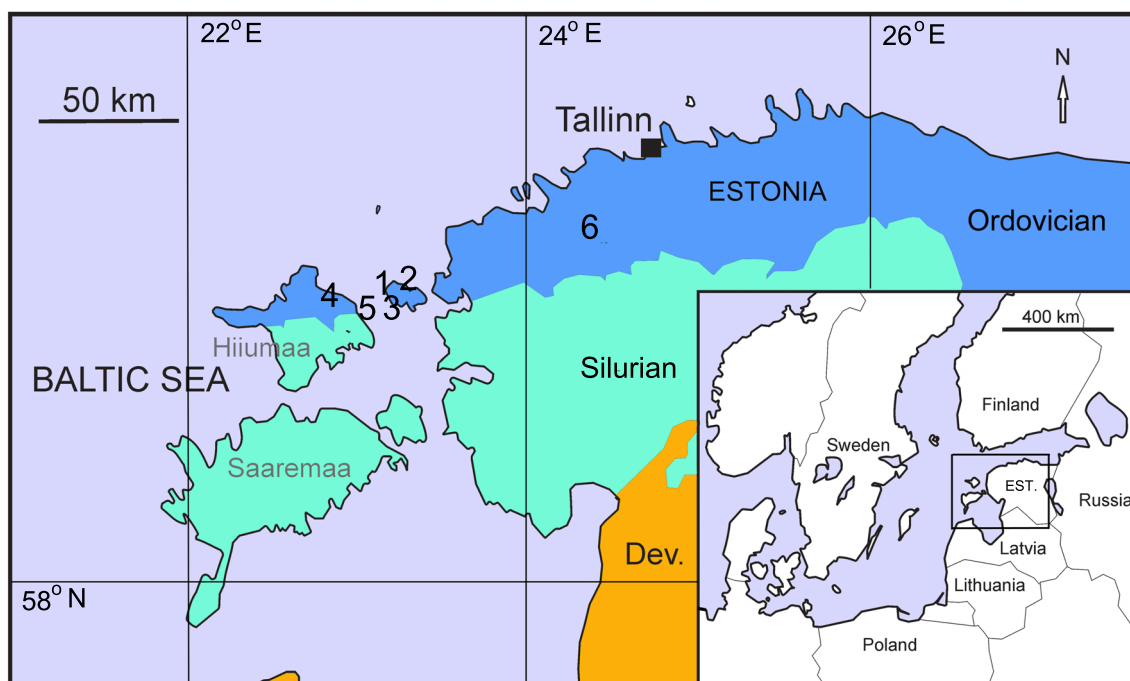 22° E
24° E
26° E
N
50 km
Tallinn
ESTONIA
6
Ordovician
1 2
4
5 3
Hiiumaa
Silurian
BALTIC SEA
Saaremaa
Dev.
58° N
400 km
Finland
Sweden
EST.
Russia
Latvia
Lithuania
Poland